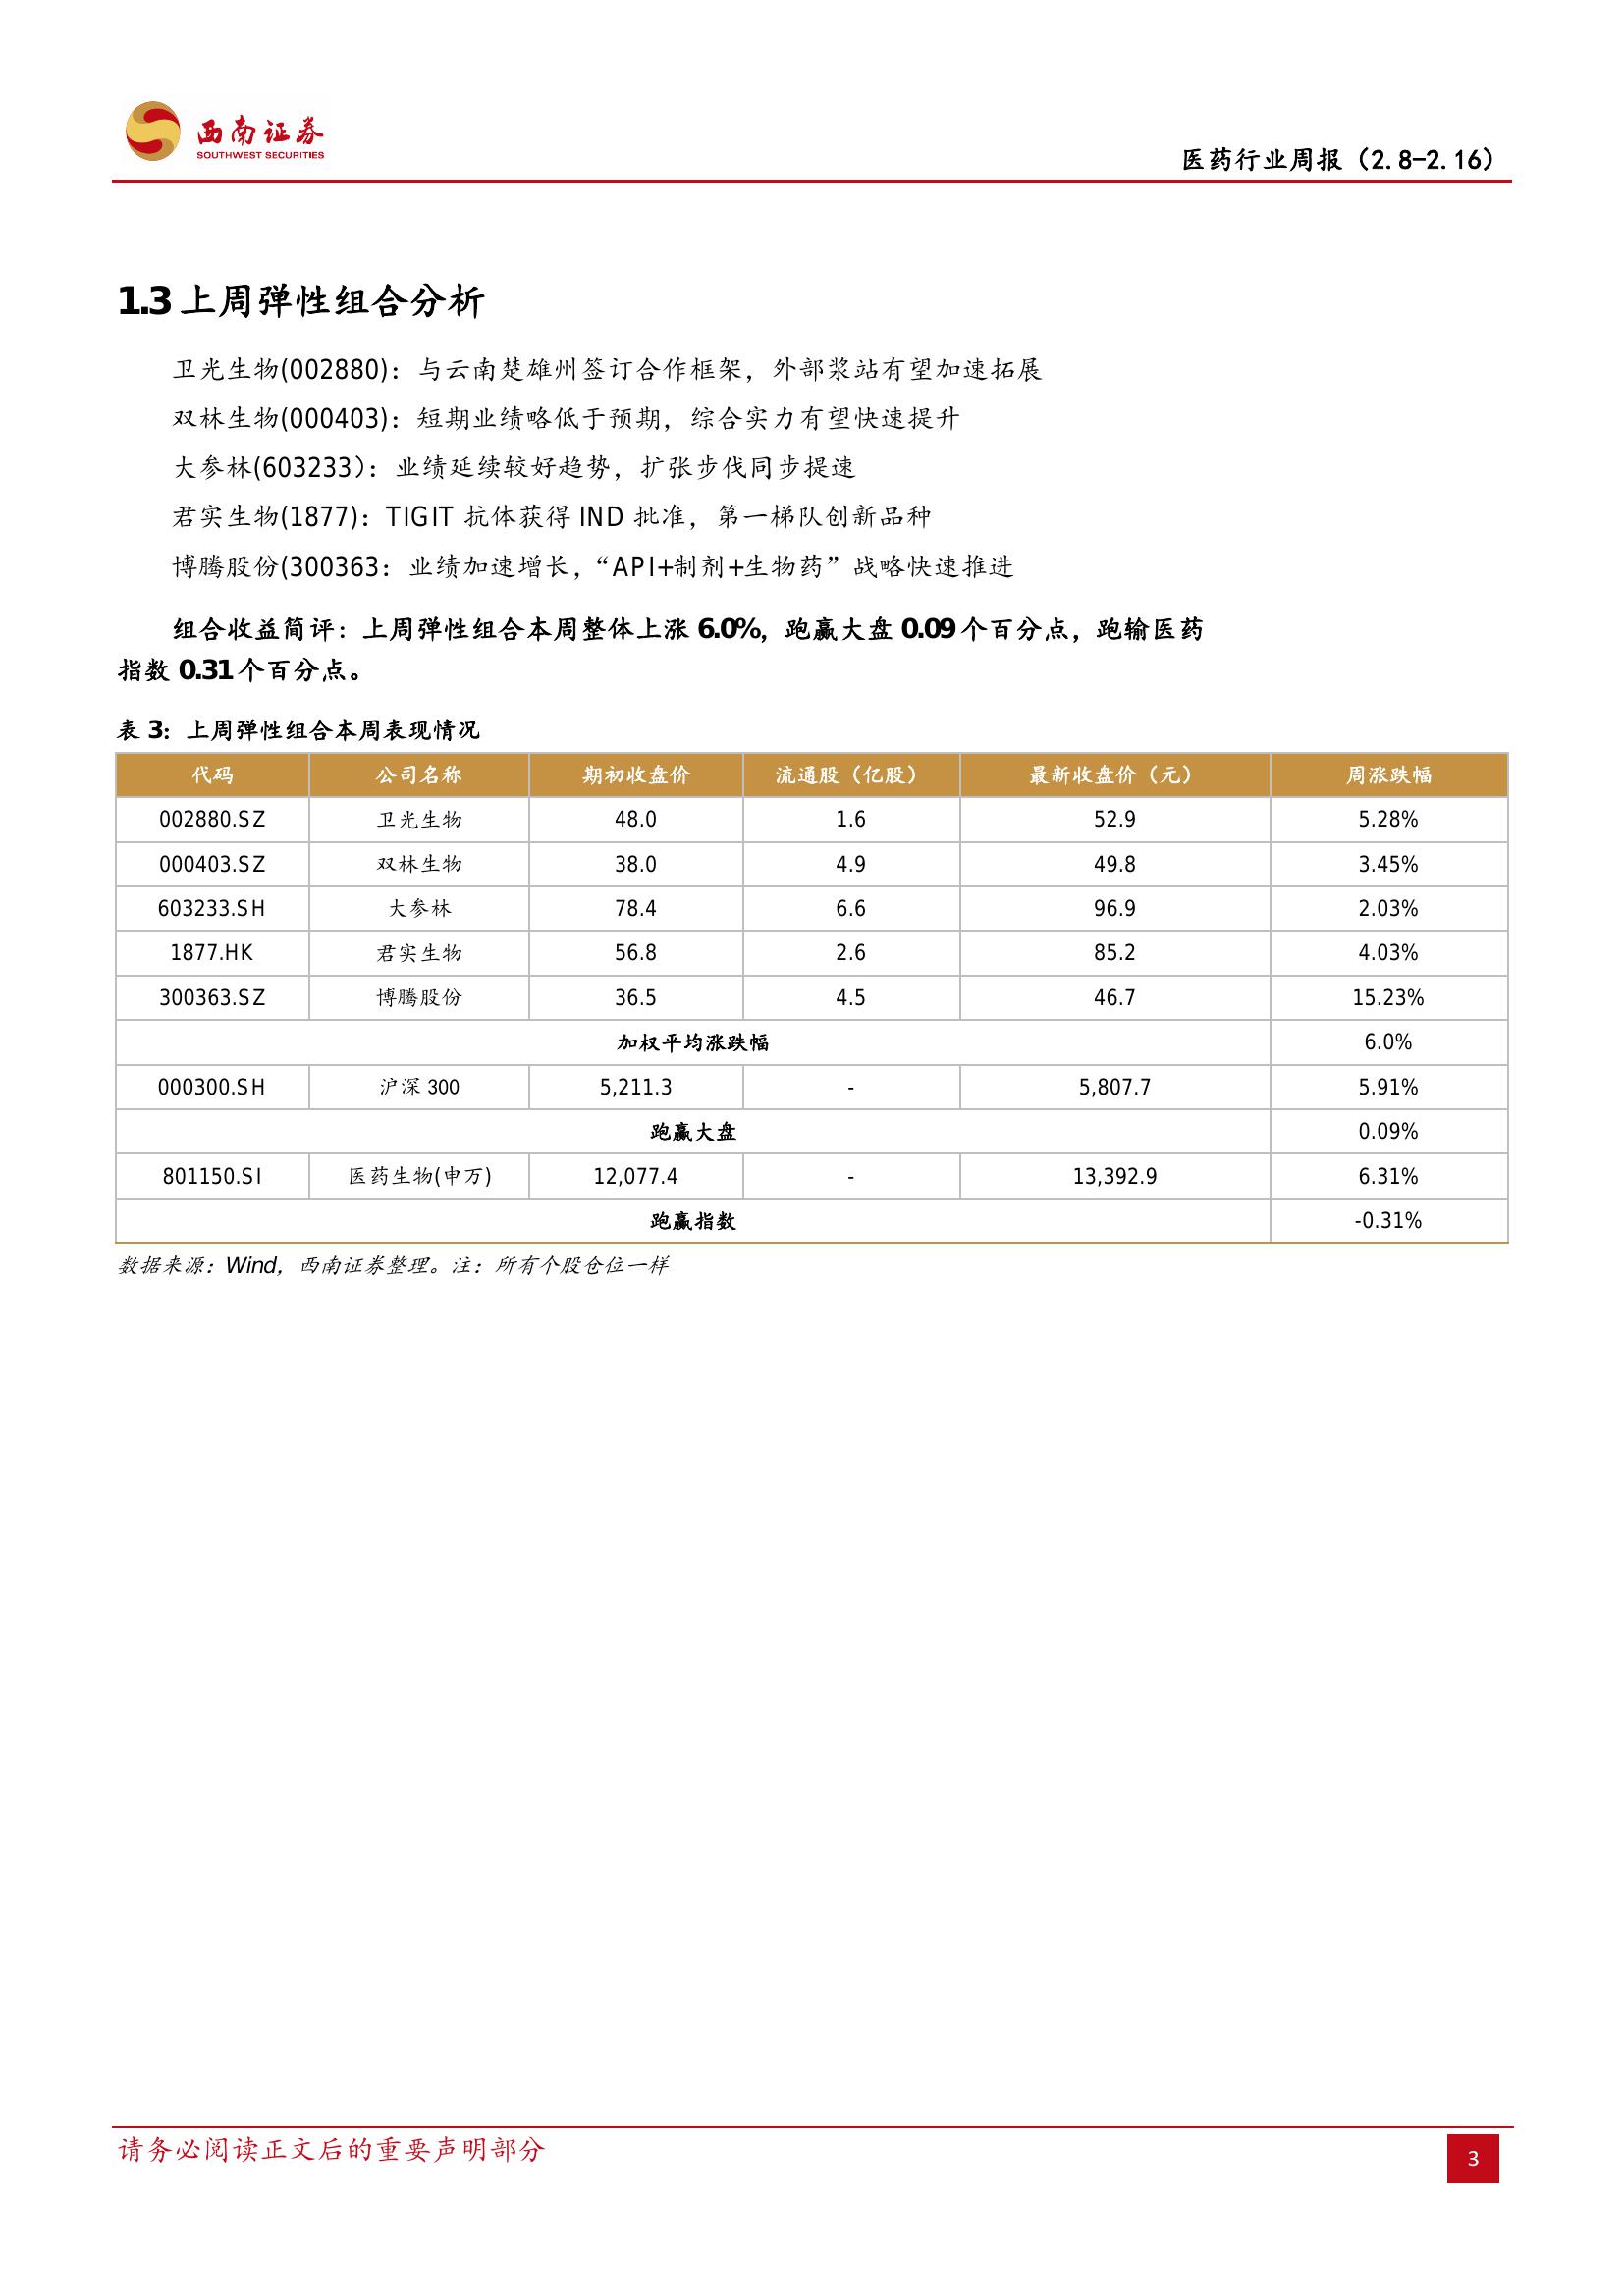 西南证券
SOUTHWEST SECURITIES
医药行业周报（2.8-2.16）
1.3 上周弹性组合分析
卫光生物(002880)：与云南楚雄州签订合作框架，外部浆站有望加速拓展
双林生物(000403)：短期业绩略低于预期，综合实力有望快速提升
大参林(603233）：业绩延续较好趋势，扩张步伐同步提速
君实生物(1877)：TIGIT 抗体获得 IND 批准，第一梯队创新品种
博腾股份(300363：业绩加速增长，“API+制剂+生物药”战略快速推进
组合收益简评：上周弹性组合本周整体上涨 6.0%，跑赢大盘 0.09 个百分点，跑输医药
指数 0.31 个百分点。
表 3：上周弹性组合本周表现情况
代码 公司名称 期初收盘价 流通股（亿股） 最新收盘价（元） 周涨跌幅
002880.SZ 卫光生物 48.0 1.6 52.9 5.28%
000403.SZ 双林生物 38.0 4.9 49.8 3.45%
603233.SH 大参林 78.4 6.6 96.9 2.03%
1877.HK 君实生物 56.8 2.6 85.2 4.03%
300363.SZ 博腾股份 36.5 4.5 46.7 15.23%
加权平均涨跌幅 6.0%
000300.SH 沪深 300 5,211.3 - 5,807.7 5.91%
跑赢大盘 0.09%
801150.SI 医药生物(申万) 12,077.4 - 13,392.9 6.31%
跑赢指数 -0.31%
数据来源：Wind，西南证券整理。注：所有个股仓位一样
请务必阅读正文后的重要声明部分
3